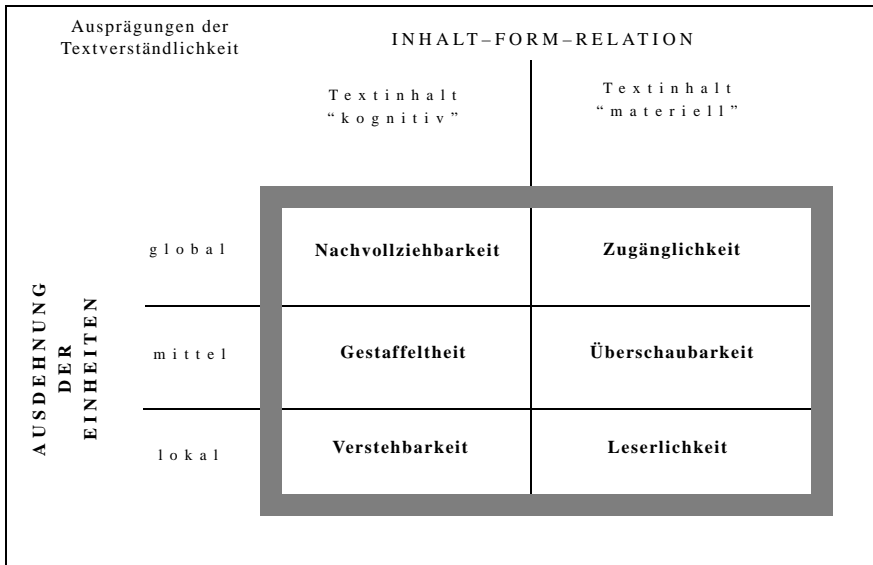 Ausprägungen der
Textverständlichkeit
INHALT–FORM–RELATION
Textinhalt
“kognitiv”
Textinhalt
“materiell”
AUSDEHNUNG
DER
EINHEITEN
global
Nachvollziehbarkeit
Zugänglichkeit
mittel
Gestaffeltheit
Überschaubarkeit
lokal
Verstehbarkeit
Leserlichkeit